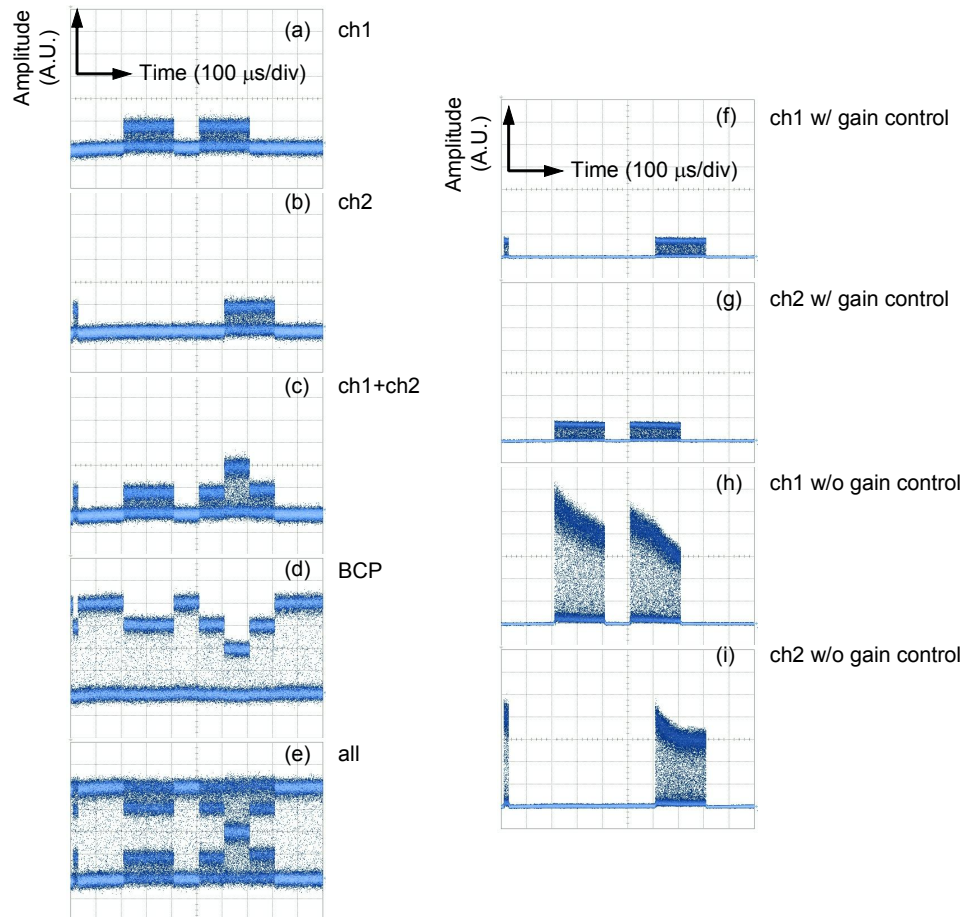 Amplitude
(A.U.)
Time (100 μs/div)
(a) ch1
(b) ch2
(c) ch1+ch2
(d) BCP
(e) all
Amplitude
(A.U.)
Time (100 μs/div)
(f) ch1 w/ gain control
(g) ch2 w/ gain control
(h) ch1 w/o gain control
(i) ch2 w/o gain control